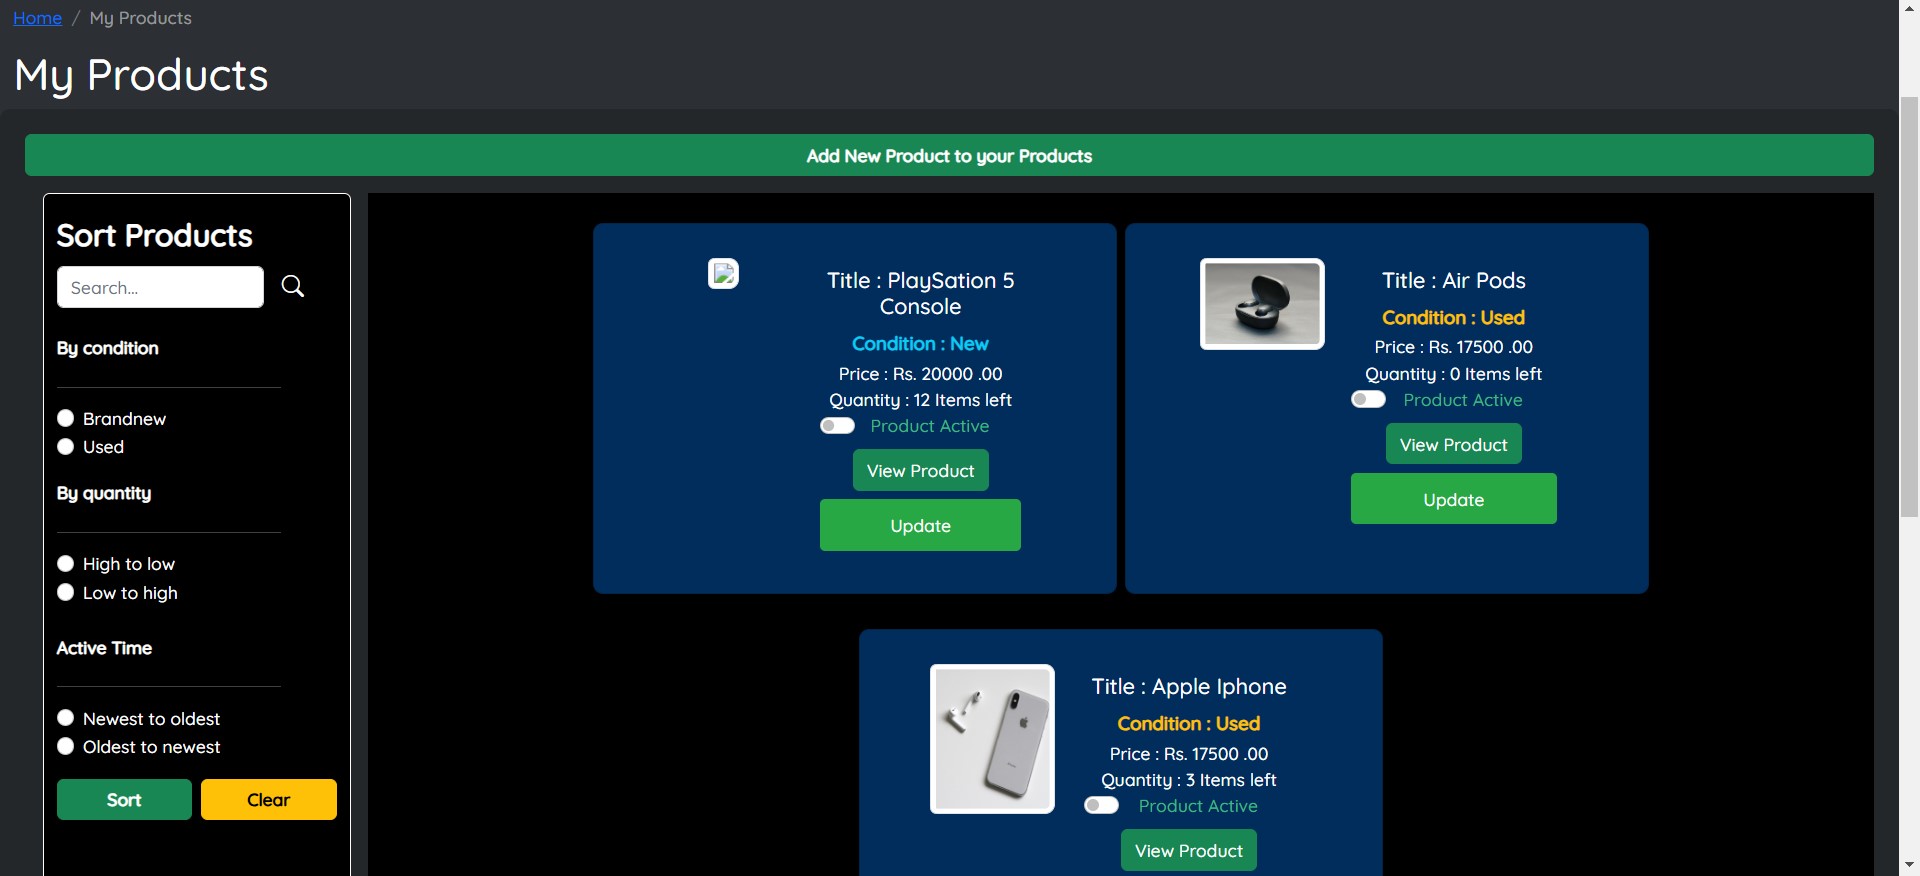 Home / My Products
My Products
Add New Product to your Products
Sort Products
Search...
By condition
Brandnew
Used
By quantity
High to low
Low to high
Active Time
Newest to oldest
Oldest to newest
Sort
Clear
Title : PlaySation 5
Console
Condition : New
Price : Rs. 20000 .00
Quantity : 12 Items left
Product Active
View Product
Update
Title : Air Pods
Condition : Used
Price : Rs. 17500 .00
Quantity : 0 Items left
Product Active
View Product
Update
Title : Apple Iphone
Condition : Used
Price : Rs. 17500 .00
Quantity : 3 Items left
Product Active
View Product